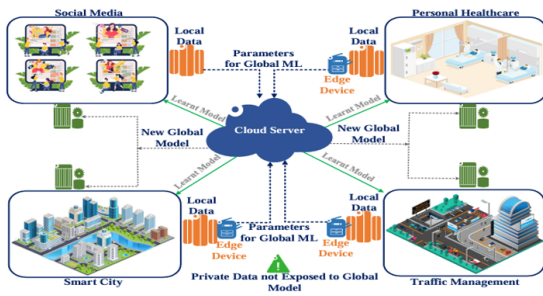 Social Media
Local
Data
Parameters
for Global ML
Local
Data
Edge
Device
Personal Healthcare
Learnt Model
Learnt Model
Cloud Server
New Global
Model
New Global
Model
Learnt Model
Learnt Model
Local
Data
Edge
Device
Parameters
for Global ML
Local
Data
Edge
Device
Smart City
Private Data not Exposed to Global
Model
Traffic Management